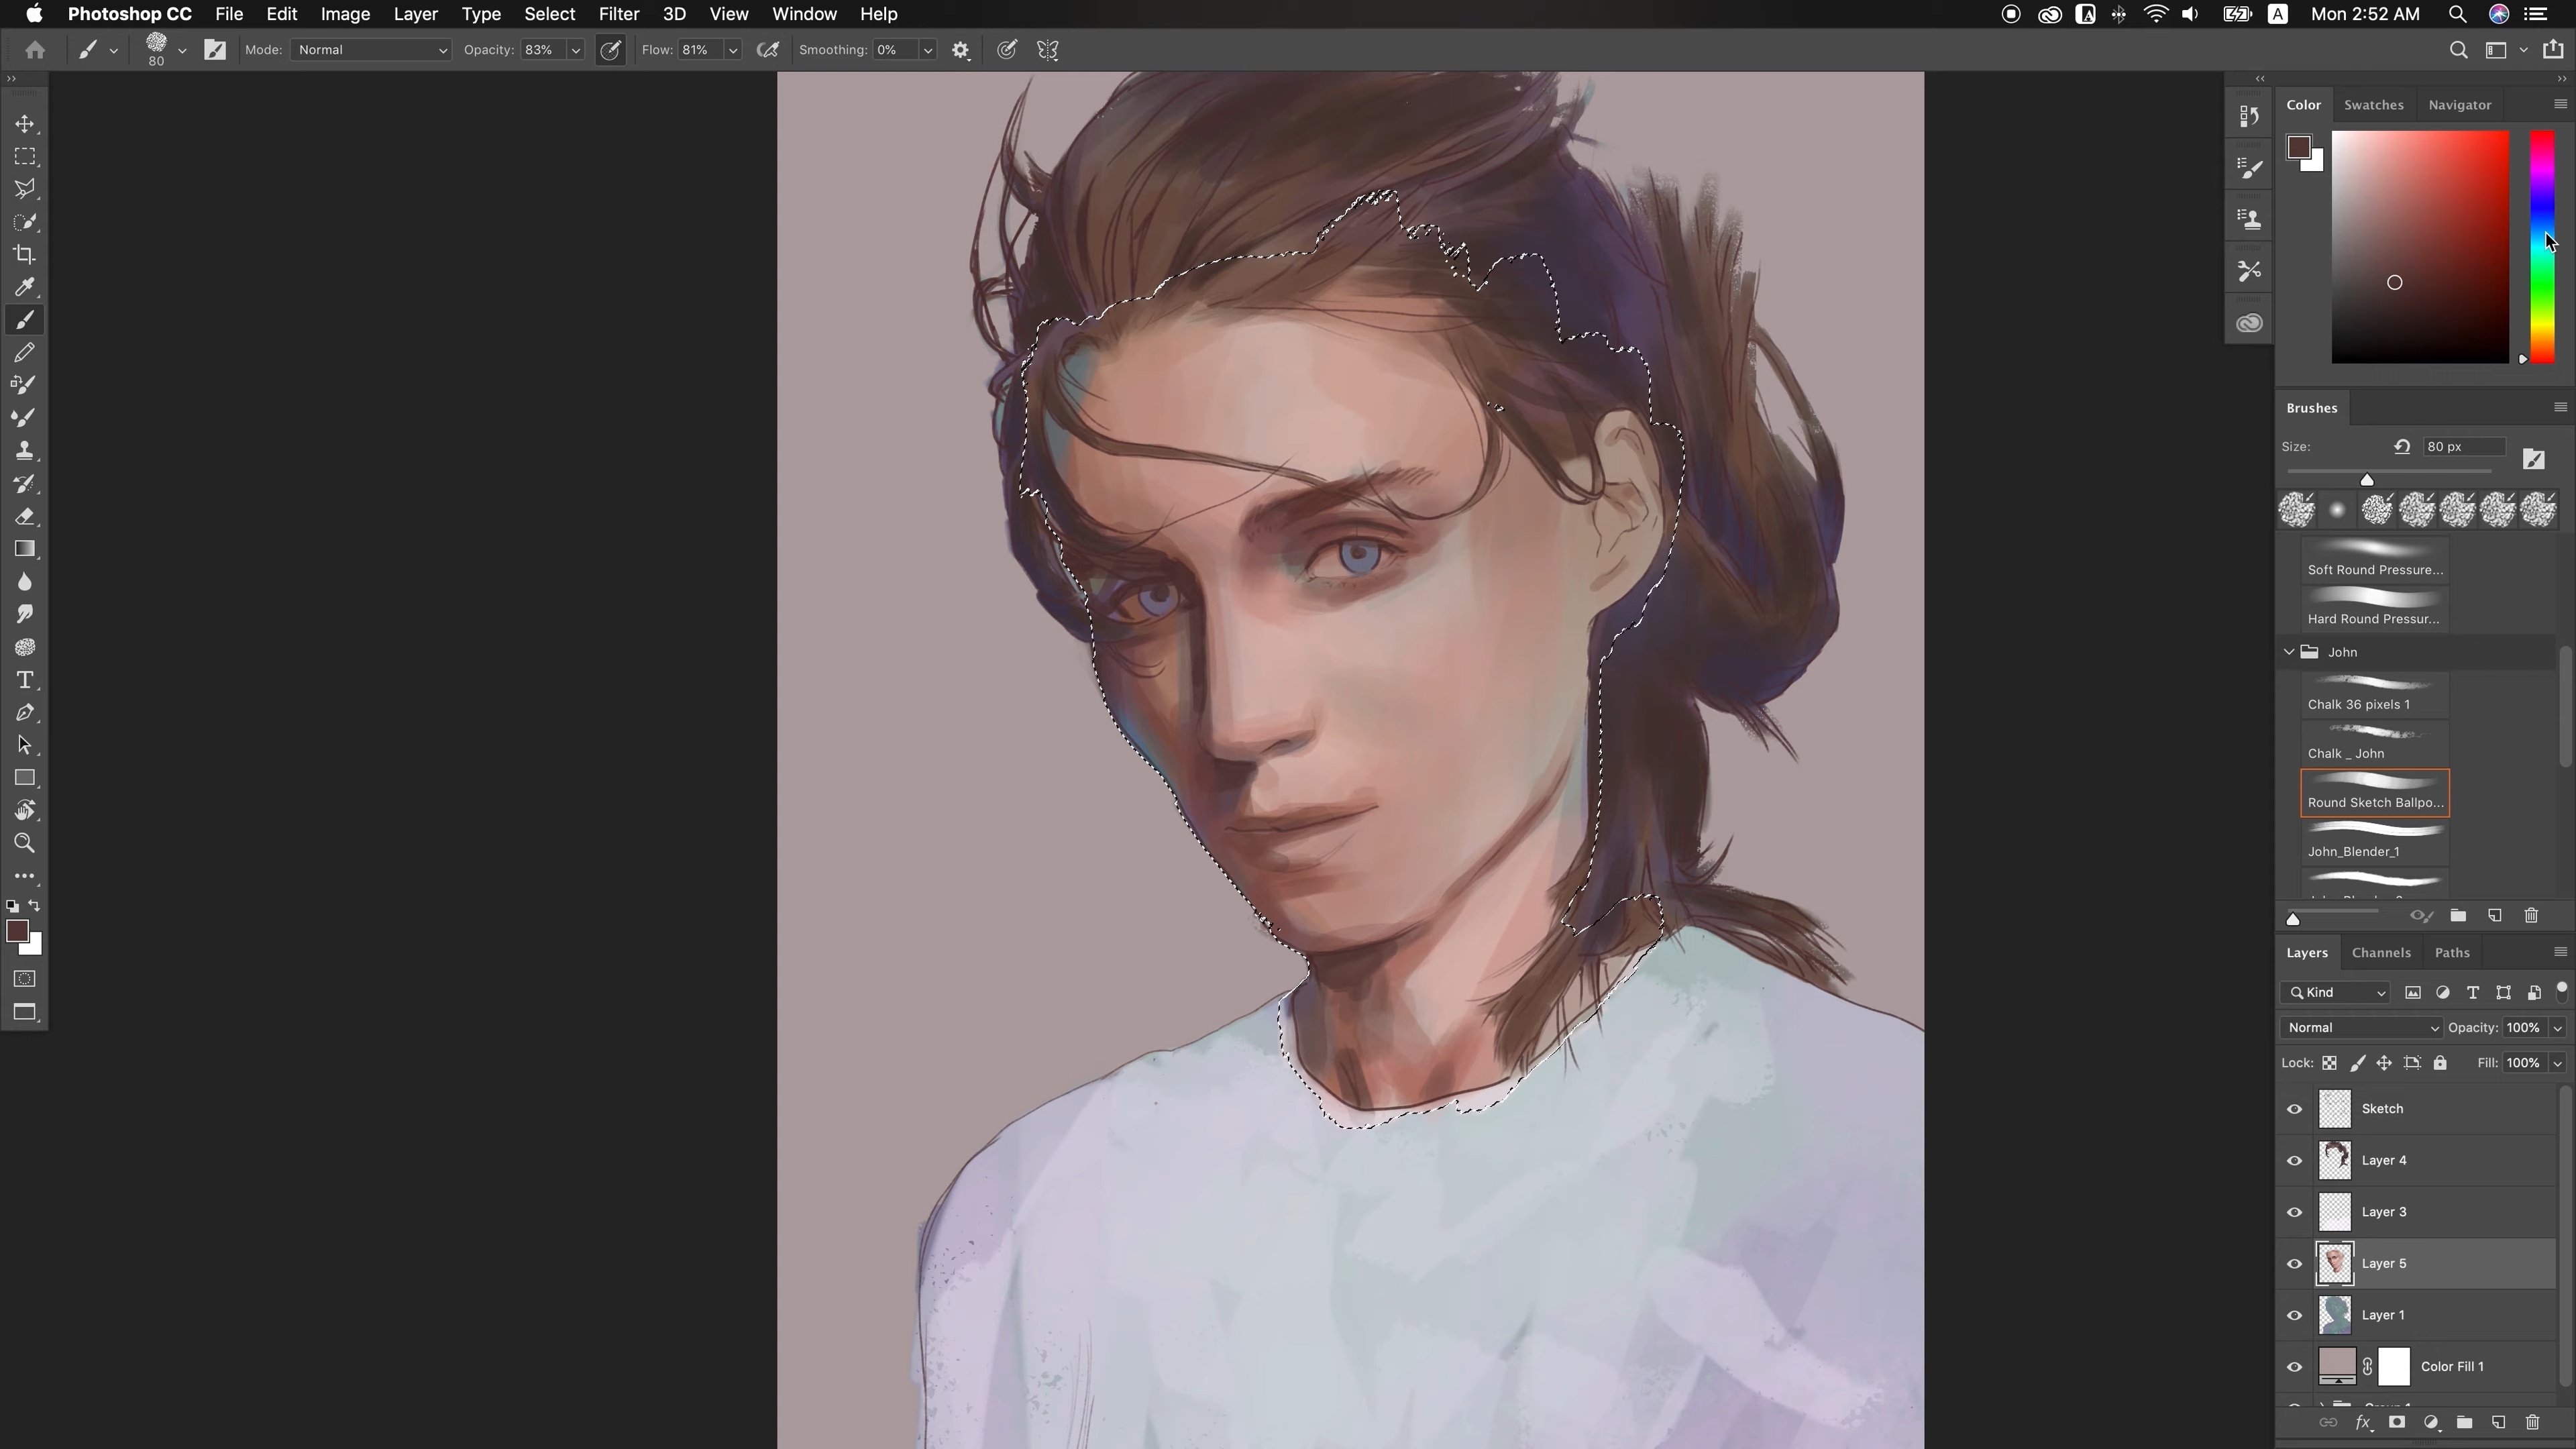 Photoshop CC File Edit Image Layer Type Select Filter 3D View Window Help A A Mon 2:52 AM
80 Mode: Normal Opacity: 83% Flow: 81% Smoothing: 0%
Color Swatches Navigator
Brushes
Size: 80 px
Soft Round Pressure...
Hard Round Pressur...
John
Chalk 36 pixels 1
Chalk _ John
Round Sketch Ballpo...
John_Blender_1
Layers Channels Paths
Kind
Normal Opacity: 100%
Lock: Fill: 100%
Sketch
Layer 4
Layer 3
Layer 5
Layer 1
Color Fill 1
fx